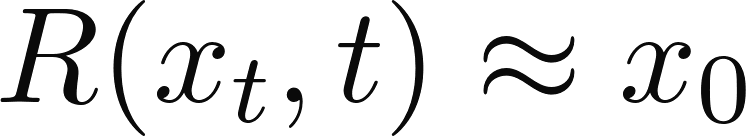 R(x_t, t) ≈ x_0